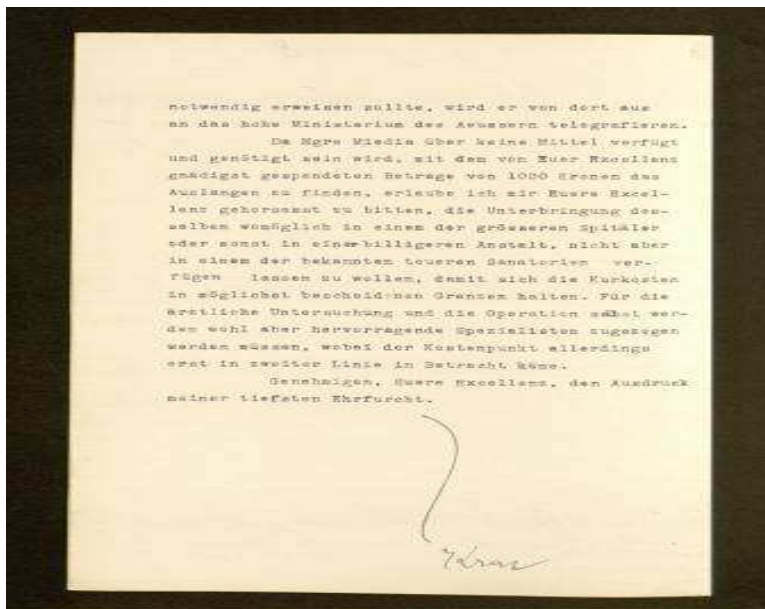 notwendig erweisen sollte, wird er von dort aus
an das hohe Ministerium des Aeussern telegrafieren.
Da Mgre Miedia über keine Mittel verfügt
und genötigt sein wird, mit dem von Euer Excellenz
gnädigst gespendeten Betrage von 1000 Kronen das
Auslangen zu finden, erlaube ich mir Euere Excel-
lenz gehorsamst zu bitten, die Unterbringung des-
selben womöglich in einem der grösseren Spitäler
oder sonst in einer billigeren Anstalt, nicht aber
in einem der bekannten teueren Sanatorien ver-
fügen lassen zu wollen, damit sich die Kurkosten
in möglichst bescheidenen Grenzen halten. Für die
ärztliche Untersuchung und die Operation selbst wer-
den wohl aber hervorragende Spezialisten zugezogen
werden müssen, wobei der Kostenpunkt allerdings
erst in zweiter Linie in Betracht käme.
Genehmigen, Euere Excellenz, den Ausdruck
meiner tiefsten Ehrfurcht.
Kral